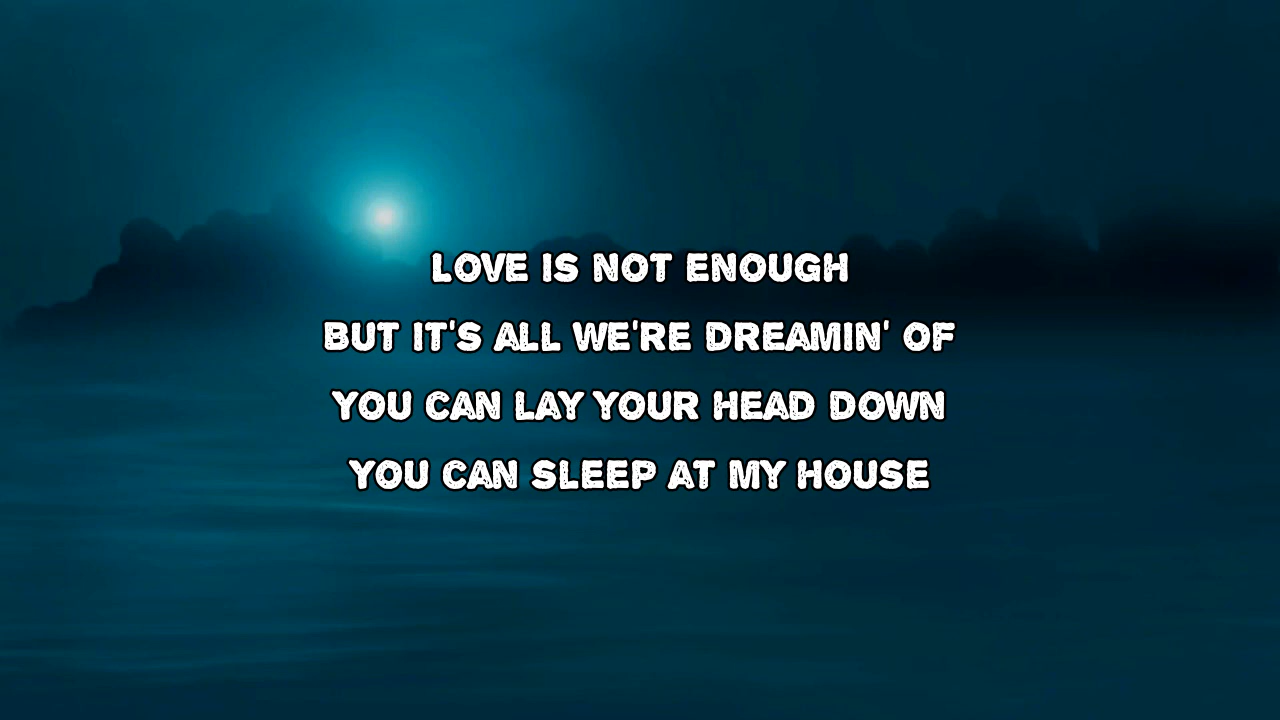 LOVE IS NOT ENOUGH
BUT IT'S ALL WE'RE DREAMIN' OF
YOU CAN LAY YOUR HEAD DOWN
YOU CAN SLEEP AT MY HOUSE